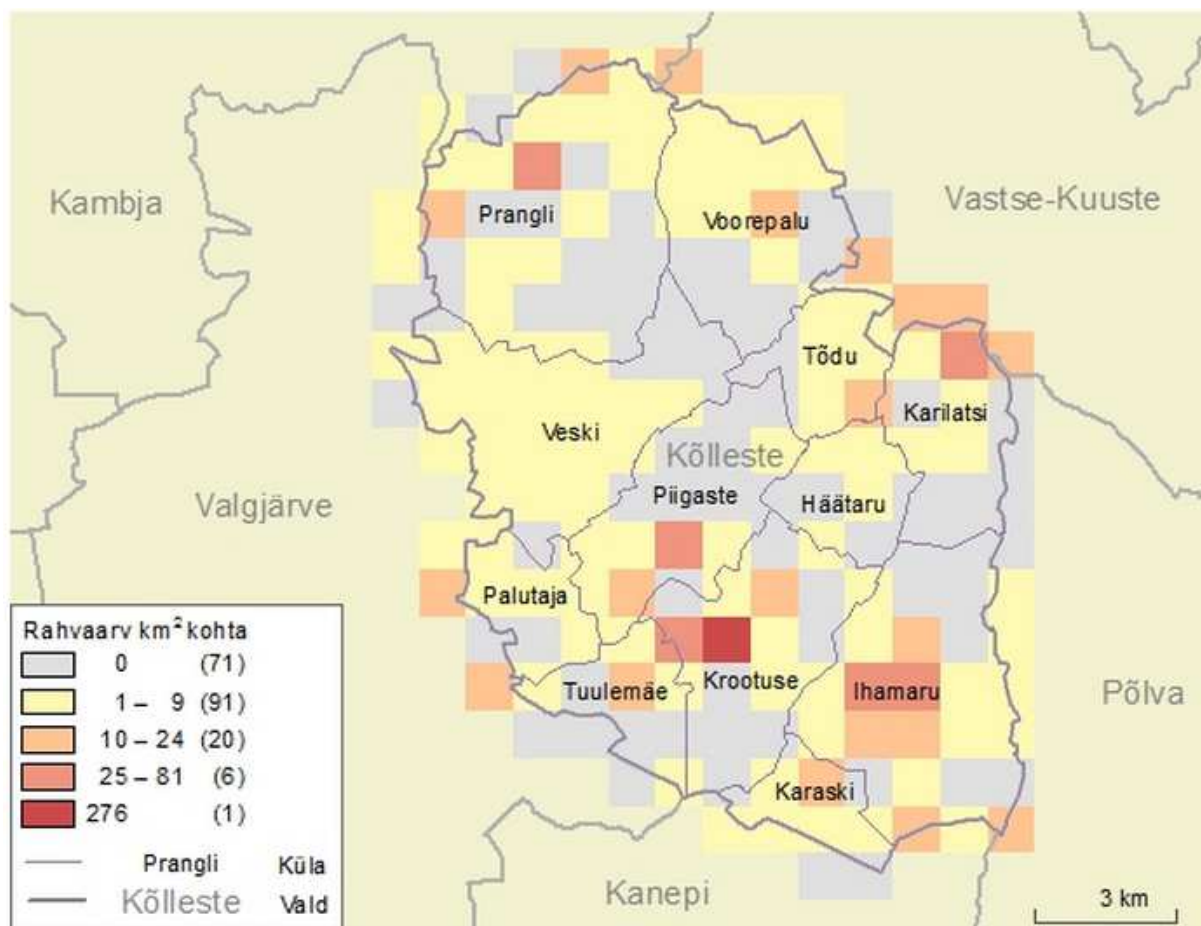 Kambja
Vastse-Kuuste
Prangli
Voorepalu
Tõdu
Karilatsi
Veski
Kõlleste
Valgjärve
Piigaste
Häätaru
Palutaja
Tuulemäe
Krootuse
Ihamaru
Põlva
Karaski
Kanepi
3 km
Rahvaarv km² kohta
0 (71)
1 – 9 (91)
10 – 24 (20)
25 – 81 (6)
276 (1)
Prangli Küla
Kõlleste Vald